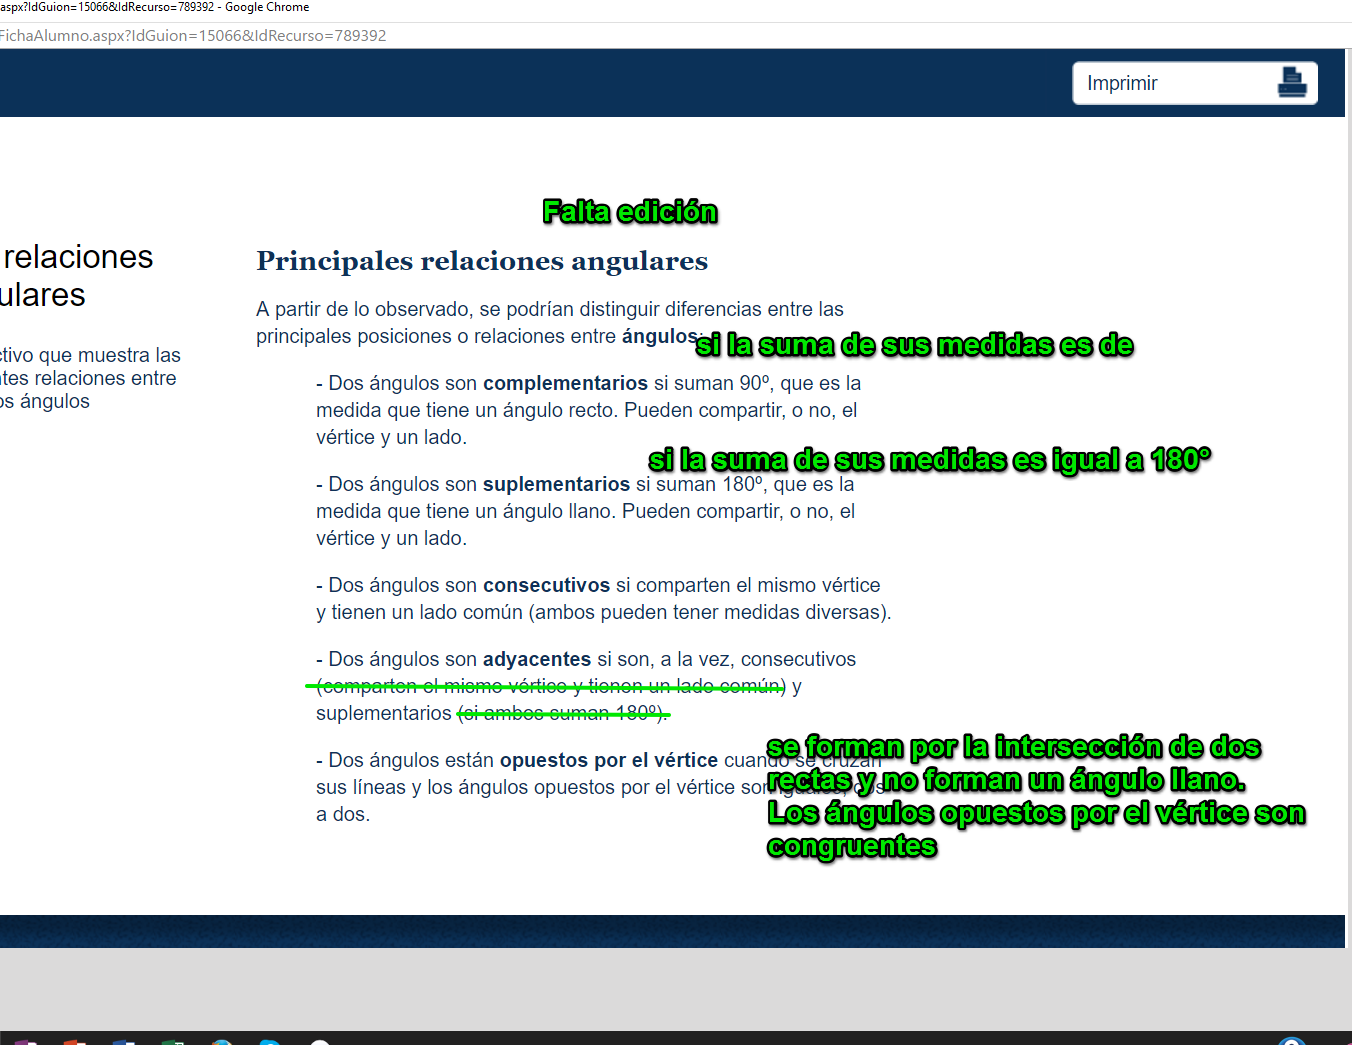 aspx?IdGuion=15066&IdRecurso=789392 - Google Chrome
FichaAlumno.aspx?IdGuion=15066&IdRecurso=789392
Imprimir
Falta edición
relaciones
ulares
ctivo que muestra las
tes relaciones entre
os ángulos
Principales relaciones angulares
A partir de lo observado, se podrían distinguir diferencias entre las
principales posiciones o relaciones entre ángulos:
si la suma de sus medidas es de
- Dos ángulos son complementarios si suman 90º, que es la
medida que tiene un ángulo recto. Pueden compartir, o no, el
vértice y un lado.
si la suma de sus medidas es igual a 180°
- Dos ángulos son suplementarios si suman 180º, que es la
medida que tiene un ángulo llano. Pueden compartir, o no, el
vértice y un lado.
- Dos ángulos son consecutivos si comparten el mismo vértice
y tienen un lado común (ambos pueden tener medidas diversas).
- Dos ángulos son adyacentes si son, a la vez, consecutivos
(comparten el mismo vértice y tienen un lado común) y
suplementarios (si ambos suman 180º).
- Dos ángulos están opuestos por el vértice cuando se cruzan
sus líneas y los ángulos opuestos por el vértice son
a dos.
se forman por la intersección de dos
rectas y no forman un ángulo llano.
Los ángulos opuestos por el vértice son
congruentes